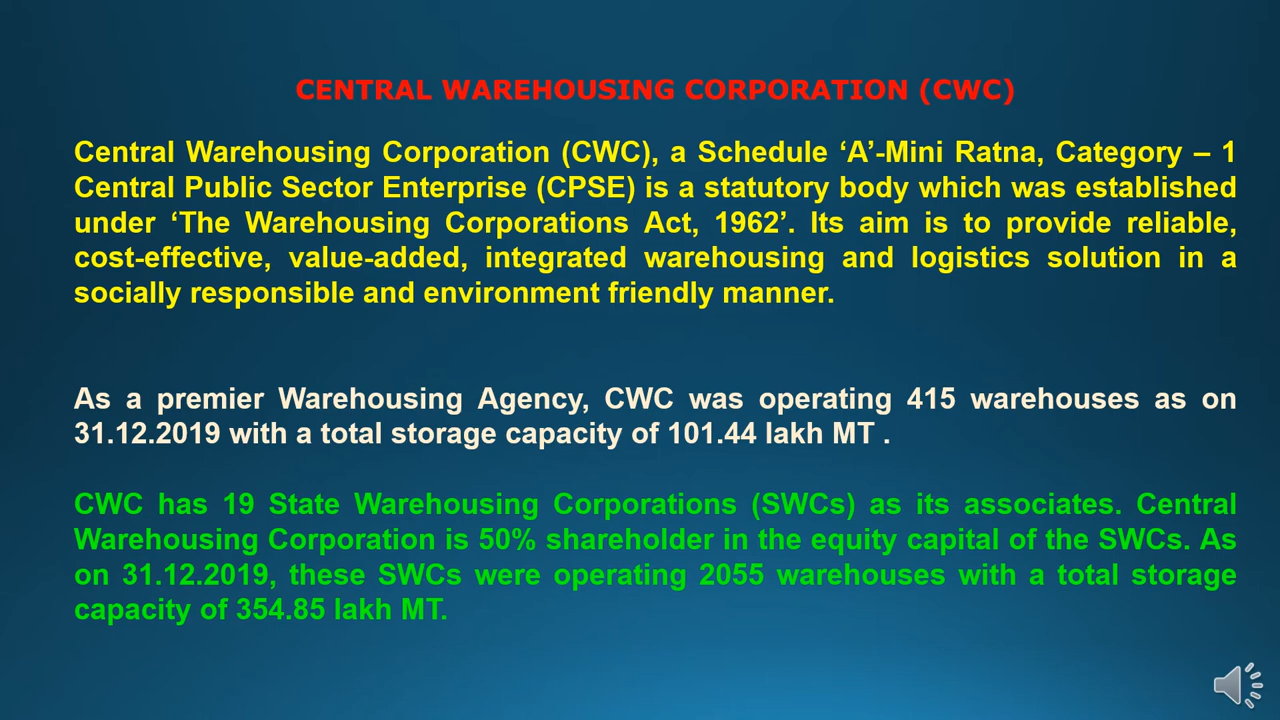 CENTRAL WAREHOUSING CORPORATION (CWC)
Central Warehousing Corporation (CWC), a Schedule ‘A’-Mini Ratna, Category – 1
Central Public Sector Enterprise (CPSE) is a statutory body which was established
under ‘The Warehousing Corporations Act, 1962’. Its aim is to provide reliable,
cost-effective, value-added, integrated warehousing and logistics solution in a
socially responsible and environment friendly manner.
As a premier Warehousing Agency, CWC was operating 415 warehouses as on
31.12.2019 with a total storage capacity of 101.44 lakh MT .
CWC has 19 State Warehousing Corporations (SWCs) as its associates. Central
Warehousing Corporation is 50% shareholder in the equity capital of the SWCs. As
on 31.12.2019, these SWCs were operating 2055 warehouses with a total storage
capacity of 354.85 lakh MT.